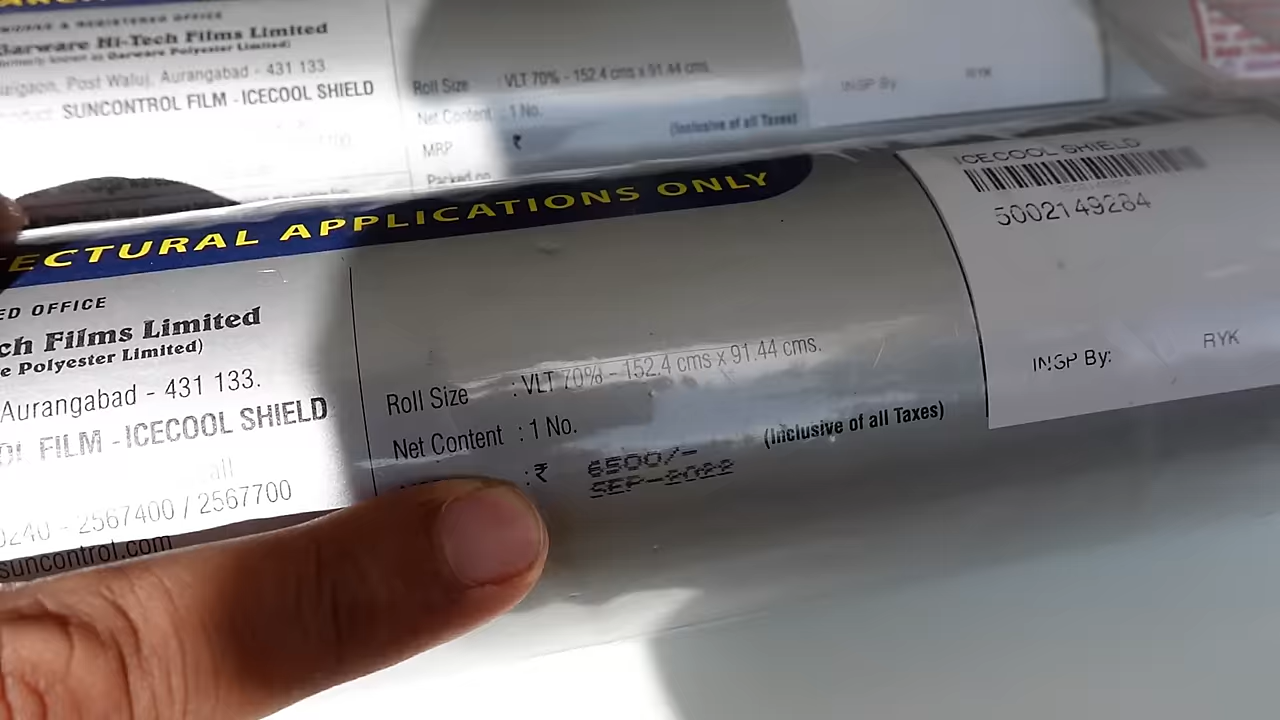 & REGISTERED OFFICE
Garware Hi-Tech Films Limited
(formerly known as Garware Polyester Limited)
Post Waluj, Aurangabad - 431 133
SUNCONTROL FILM - ICECOOL SHIELD
Roll Size : VLT 70% - 152.4 cms x 91.44 cms.
Net Content : 1 No.
MRP ₹ (Inclusive of all Taxes)
Packed on
INSP By RYK
ECTURAL APPLICATIONS ONLY
ED OFFICE
ch Films Limited
e Polyester Limited)
Aurangabad - 431 133.
OL FILM - ICECOOL SHIELD
0240 - 2567400 / 2567700
suncontrol.com
Roll Size : VLT 70% - 152.4 cms x 91.44 cms.
Net Content : 1 No.
: ₹ 6500/- (Inclusive of all Taxes)
SEP-2022
ICECOOL SHIELD
5002149284
INSP By: RYK